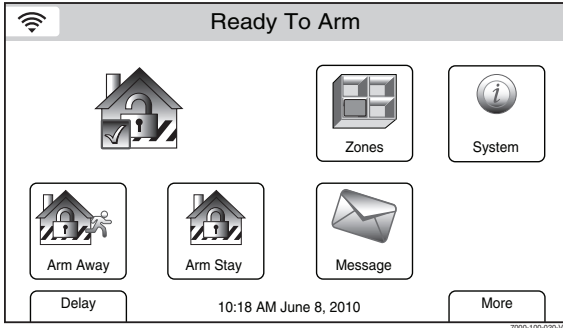 Ready To Arm
Zones
System
Arm Away
Arm Stay
Message
Delay
10:18 AM June 8, 2010
More